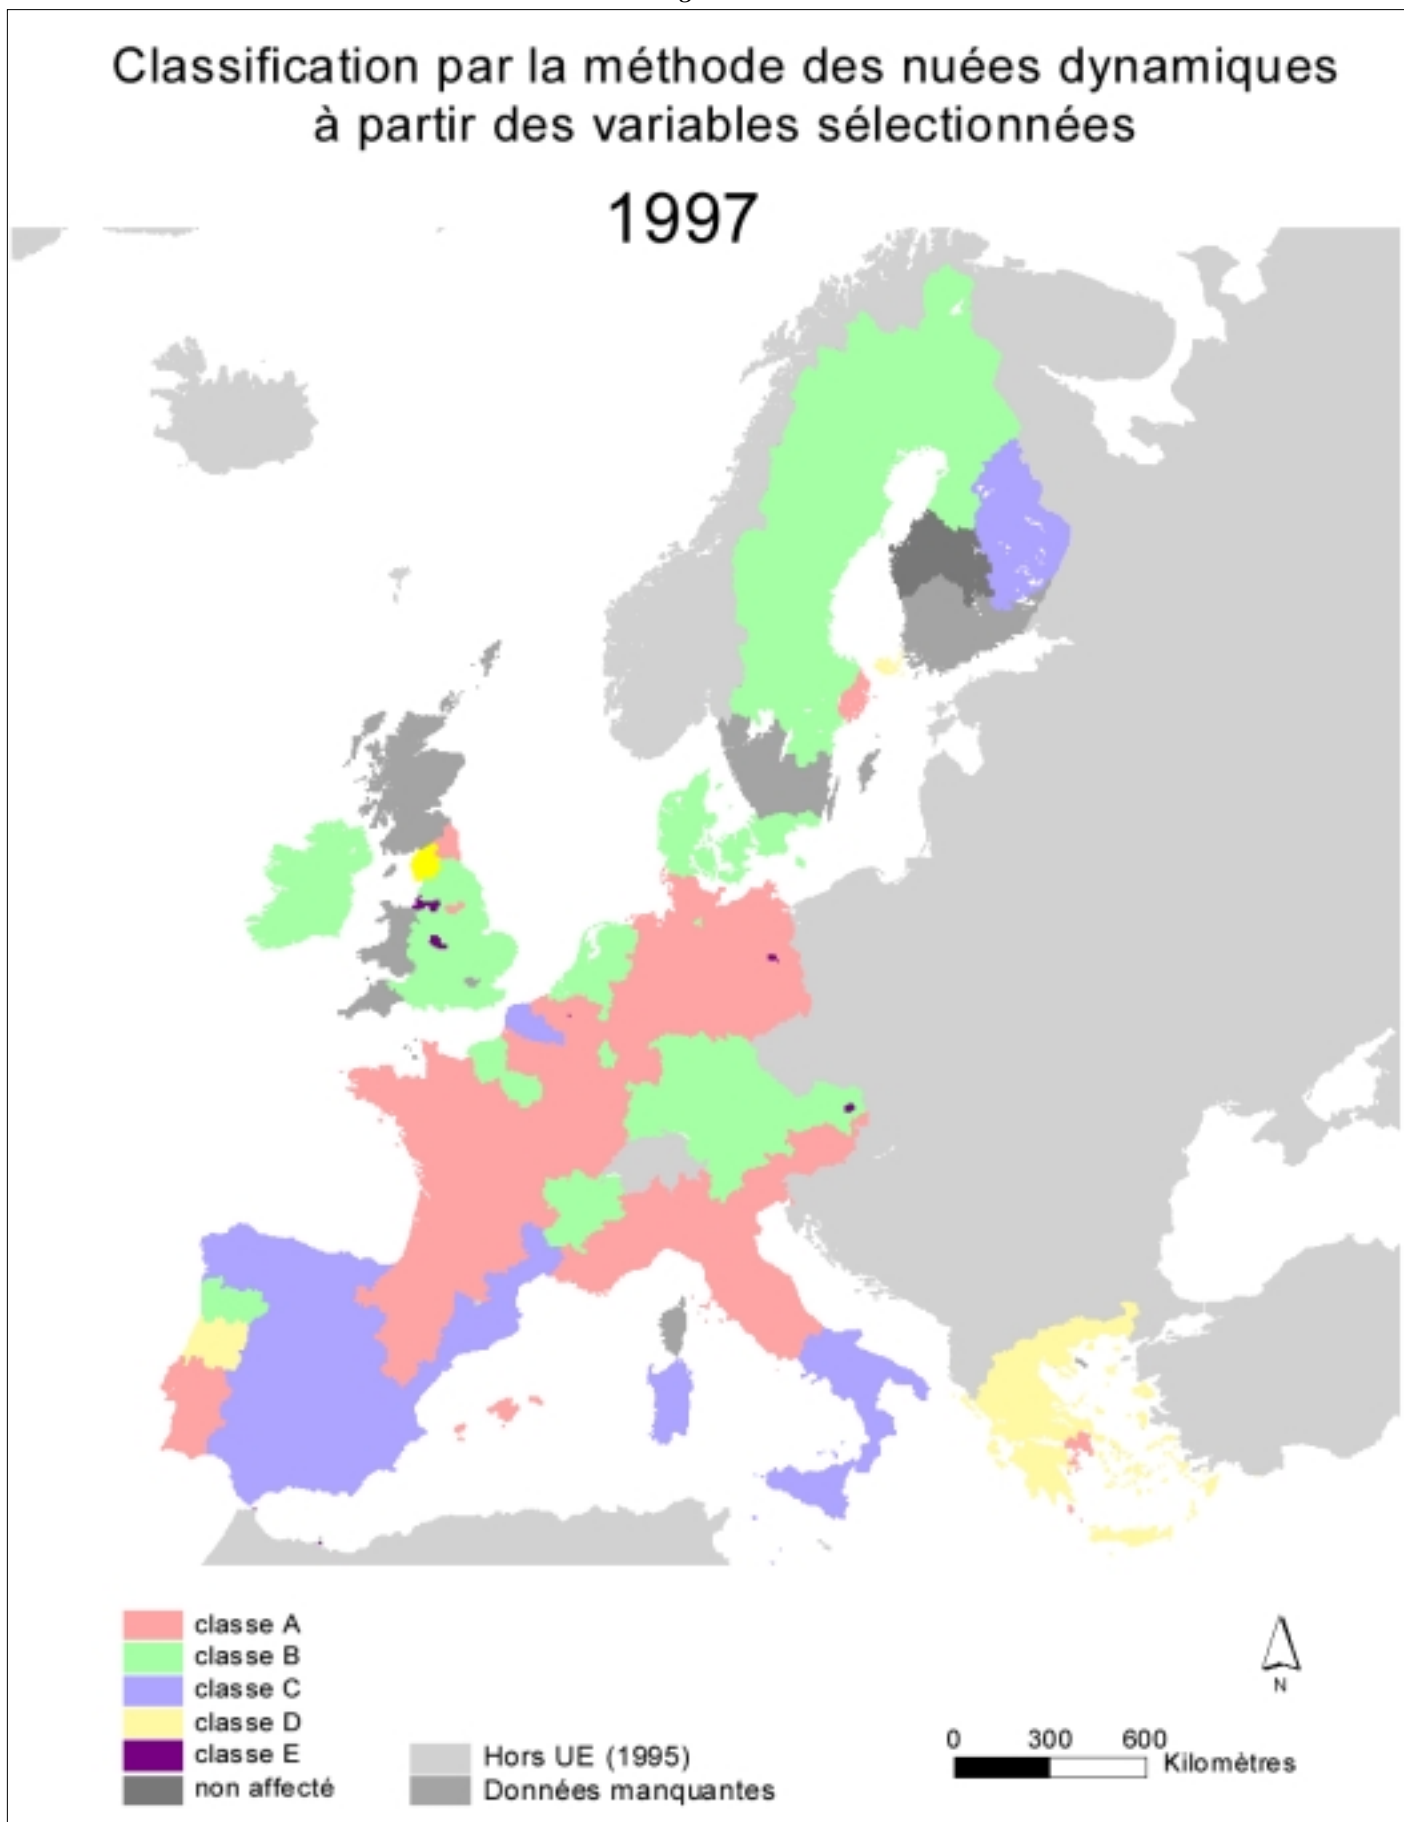 Classification par la méthode des nuées dynamiques
à partir des variables sélectionnées
1997
classe A
classe B
classe C
classe D
classe E
non affecté
Hors UE (1995)
Données manquantes
N
0 300 600
Kilomètres